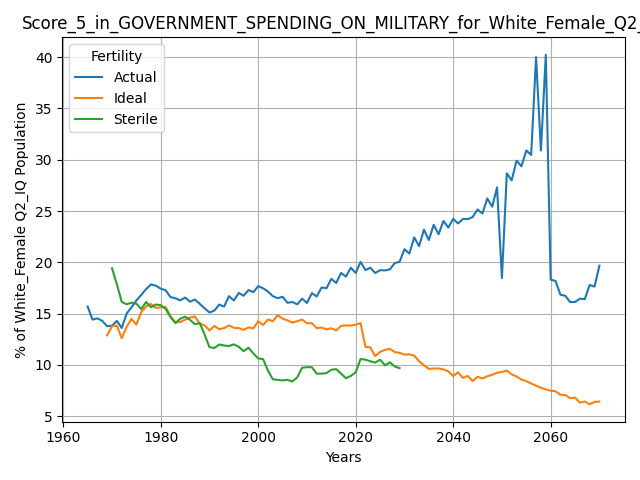 Score_5_in_GOVERNMENT_SPENDING_ON_MILITARY_for_White_Female_Q2_
Fertility
Actual
Ideal
Sterile
% of White_Female Q2_IQ Population
40
35
30
25
20
15
10
5
1960
1980
2000
2020
2040
2060
Years